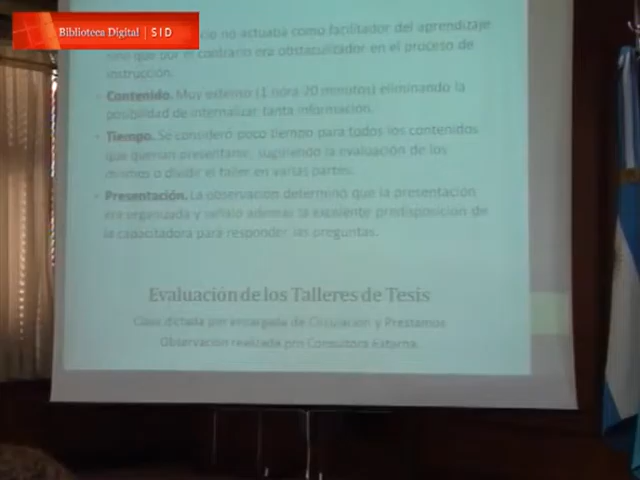 Biblioteca Digital | SID
no actuaba como facilitador del aprendizaje
sino que por el contrario era obstaculizador en el proceso de
instrucción.
Contenido. Muy extenso (1 hora 20 minutos) eliminando la
posibilidad de internalizar tanta información.
Tiempo. Se consideró poco tiempo para todos los contenidos
que querían presentarse, sugiriendo la evaluación de los
mismos o dividir el taller en varias partes.
Presentación. La observación determinó que la presentación
era organizada y señaló además la excelente predisposición de
la capacitadora para responder las preguntas.
Evaluación de los Talleres de Tesis
Clase dictada por encargada de Circulación y Préstamos
Observación realizada por Consultora Externa.